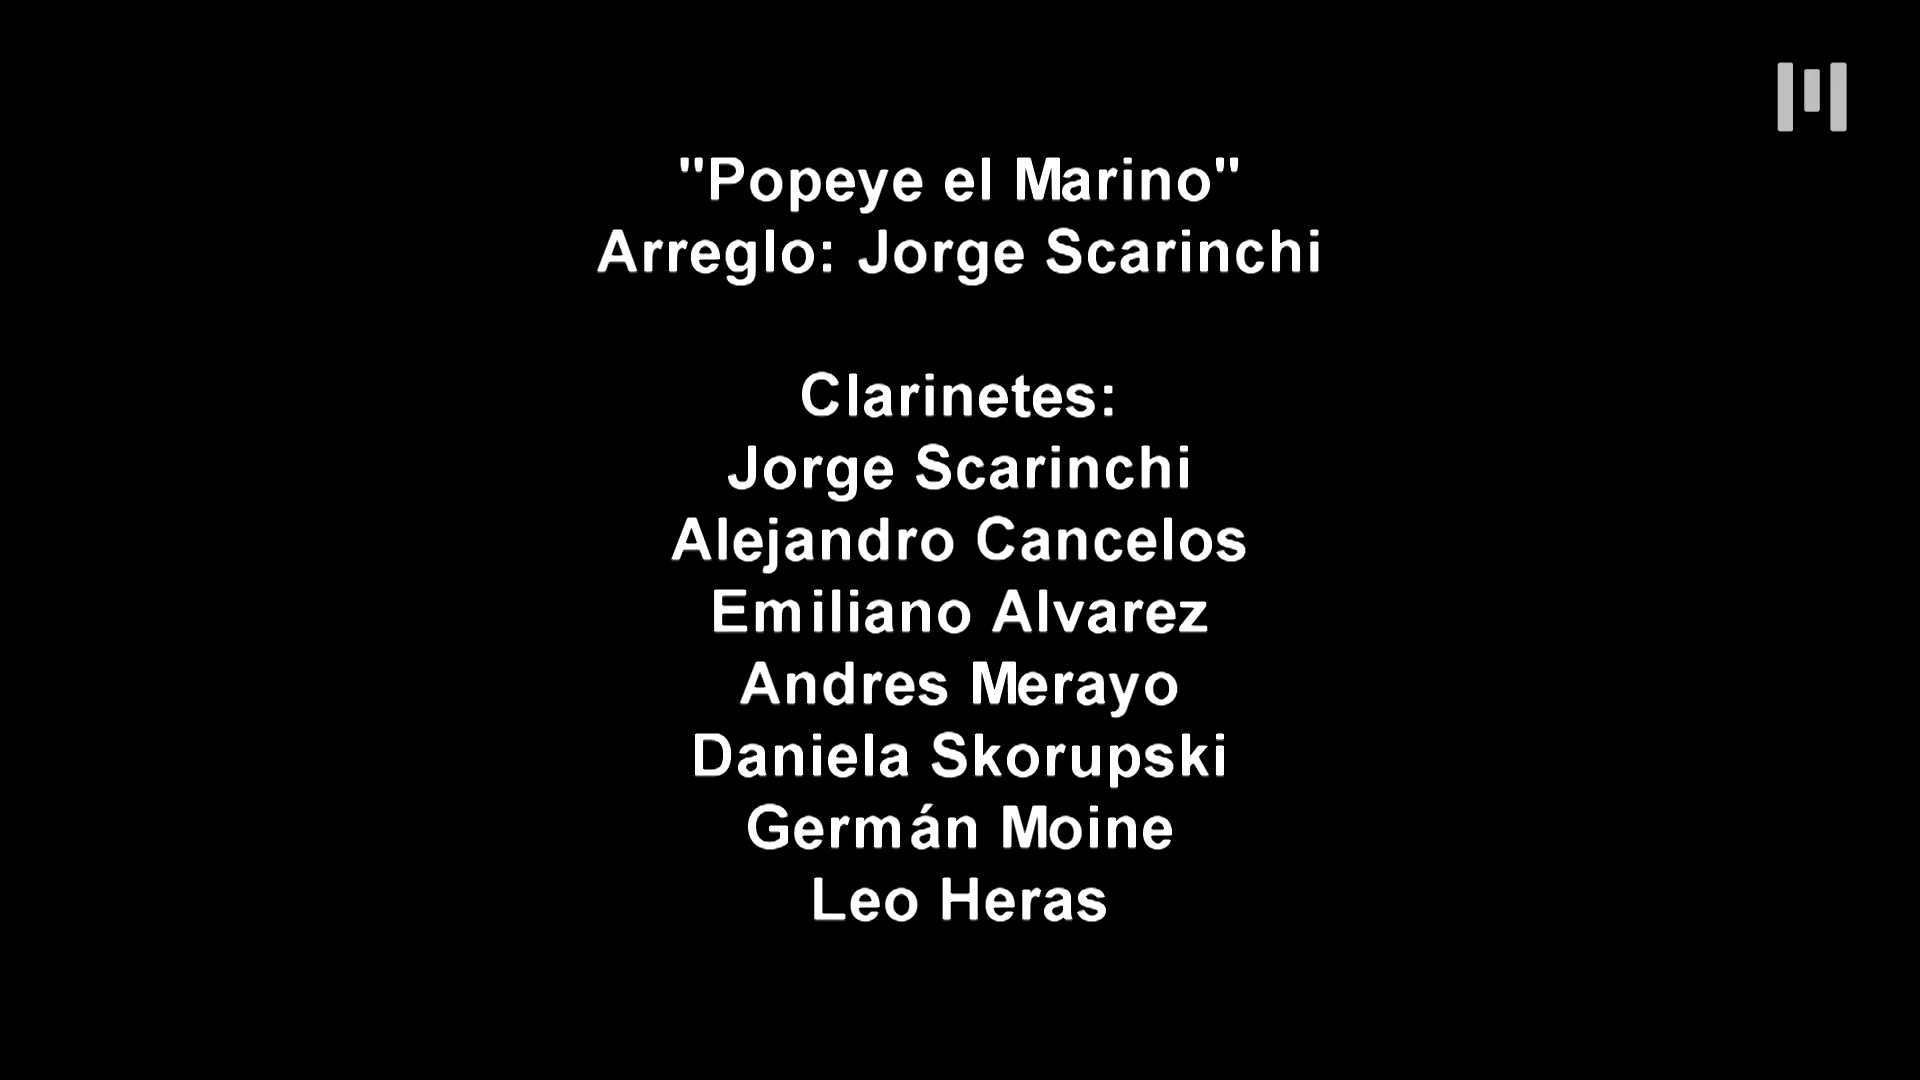 "Popeye el Marino"
Arreglo: Jorge Scarinchi
Clarinetes:
Jorge Scarinchi
Alejandro Cancelos
Emiliano Alvarez
Andres Merayo
Daniela Skorupski
Germán Moine
Leo Heras